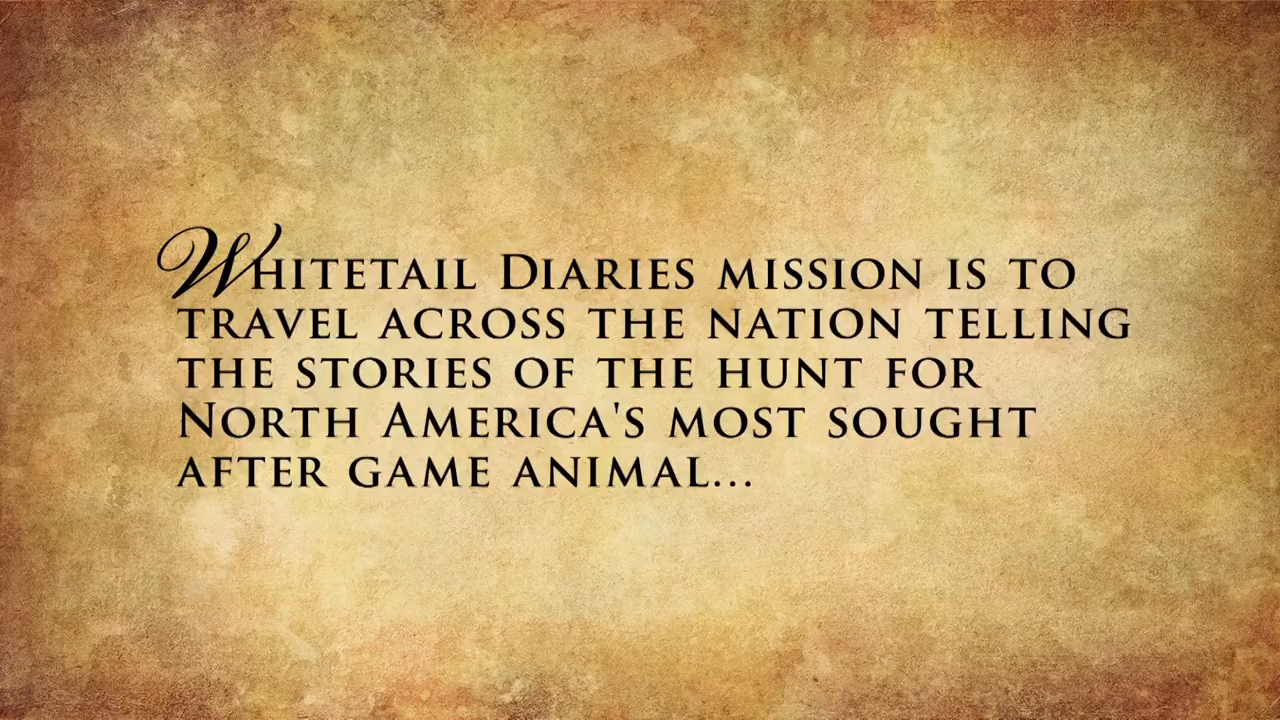 Whitetail Diaries mission is to
travel across the nation telling
the stories of the hunt for
North America's most sought
after game animal...